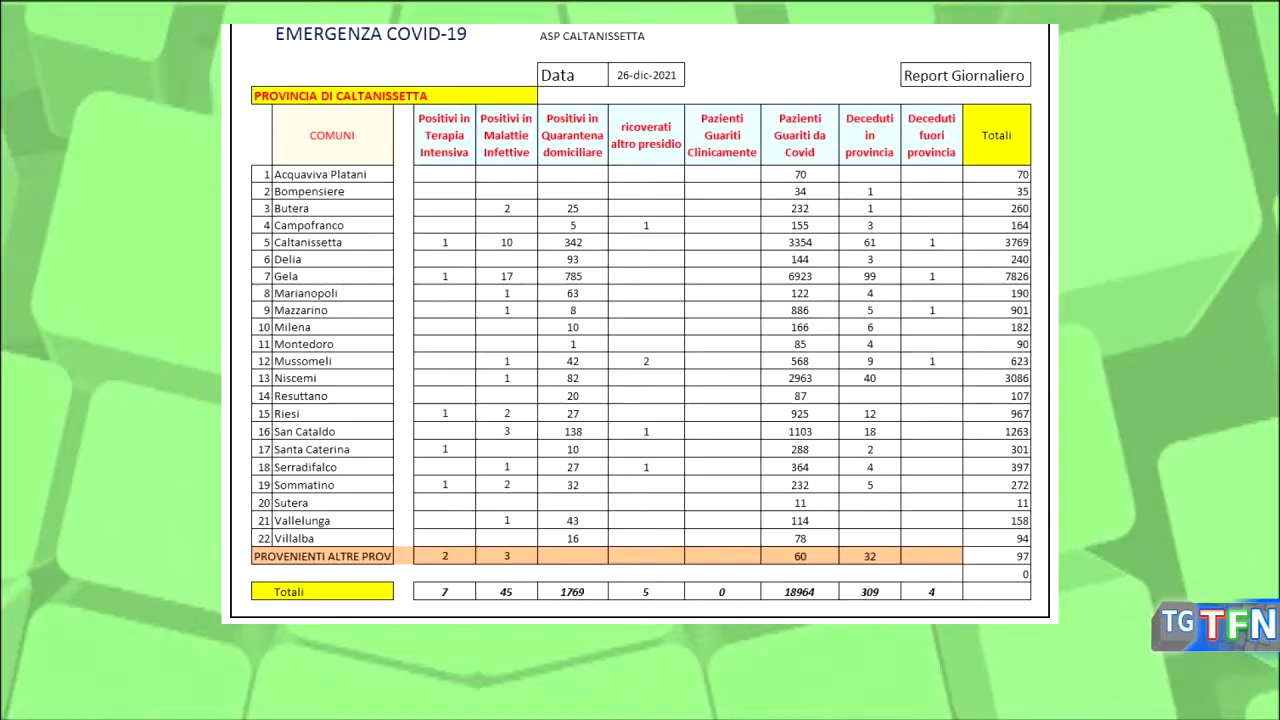 EMERGENZA COVID-19 ASP CALTANISSETTA
Data 26-dic-2021 Report Giornaliero
PROVINCIA DI CALTANISSETTA
COMUNI Positivi in Terapia Intensiva Positivi in Malattie Infettive Positivi in Quarantena domiciliare ricoverati altro presidio Pazienti Guariti Clinicamente Pazienti Guariti da Covid Deceduti in provincia Deceduti fuori provincia Totali
1 Acquaviva Platani 70 70
2 Bompensiere 34 1 35
3 Butera 2 25 232 1 260
4 Campofranco 5 1 155 3 164
5 Caltanissetta 1 10 342 3354 61 1 3769
6 Delia 93 144 3 240
7 Gela 1 17 785 6923 99 1 7826
8 Marianopoli 1 63 122 4 190
9 Mazzarino 1 8 886 5 1 901
10 Milena 10 166 6 182
11 Montedoro 1 85 4 90
12 Mussomeli 1 42 2 568 9 1 623
13 Niscemi 1 82 2963 40 3086
14 Resuttano 20 87 107
15 Riesi 1 2 27 925 12 967
16 San Cataldo 3 138 1 1103 18 1263
17 Santa Caterina 1 10 288 2 301
18 Serradifalco 1 27 1 364 4 397
19 Sommatino 1 2 32 232 5 272
20 Sutera 11 11
21 Vallelunga 1 43 114 158
22 Villalba 16 78 94
PROVENIENTI ALTRE PROV 2 3 60 32 97
0
Totali 7 45 1769 5 0 18964 309 4
TG TFN